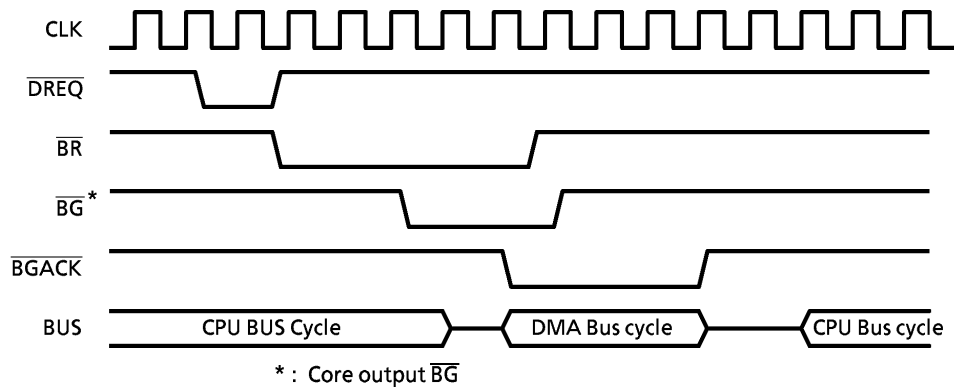 CLK
DREQ
BR
BG*
BGACK
BUS CPU BUS Cycle DMA Bus cycle CPU Bus cycle
* : Core output BG